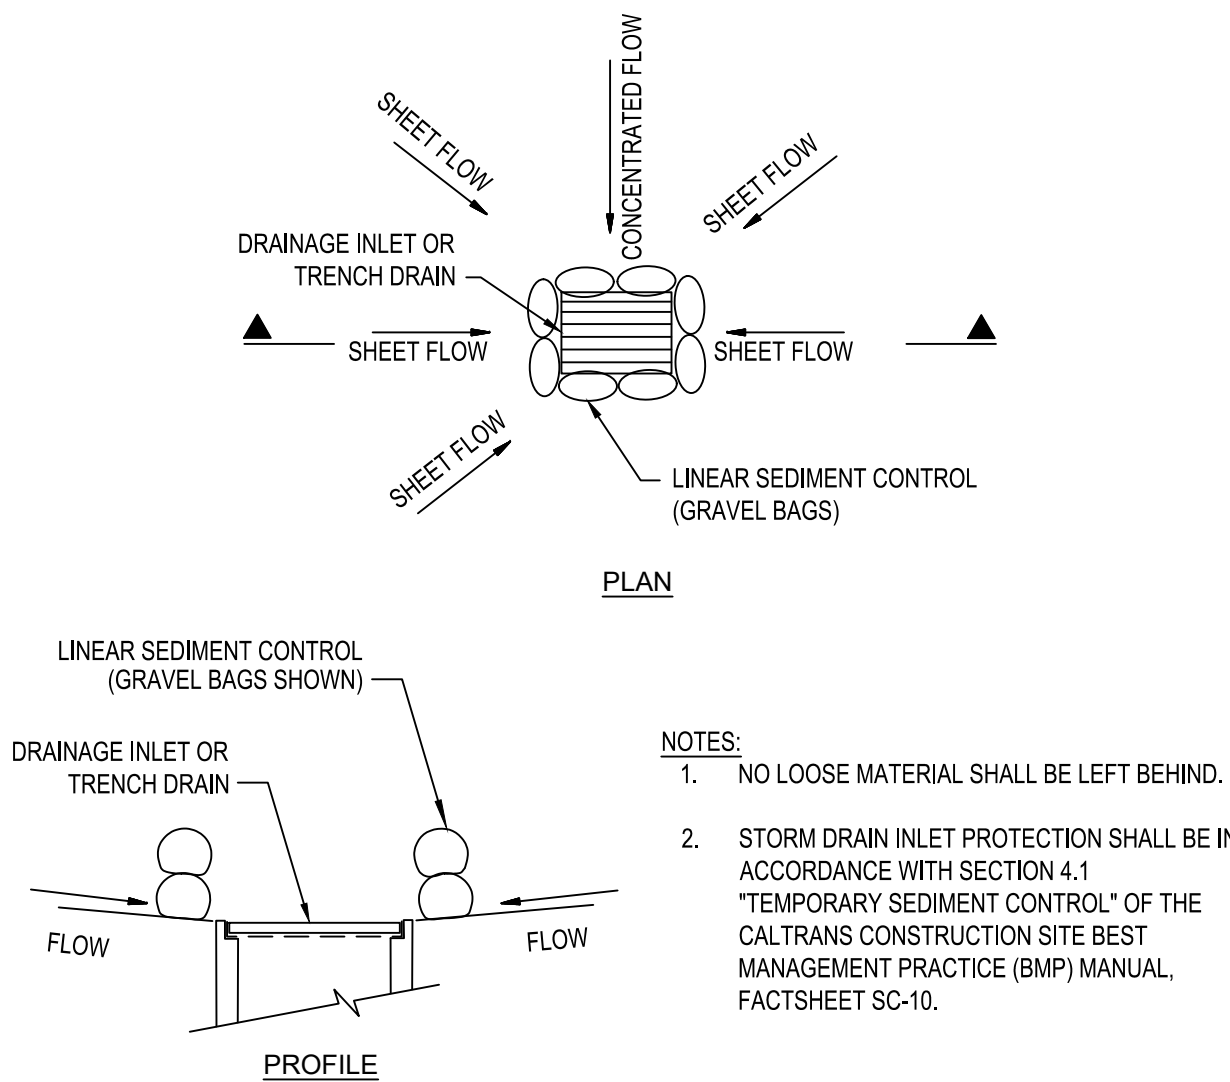 CONCENTRATED FLOW
SHEET FLOW
SHEET FLOW
DRAINAGE INLET OR
TRENCH DRAIN
SHEET FLOW
SHEET FLOW
SHEET FLOW
LINEAR SEDIMENT CONTROL
(GRAVEL BAGS)
PLAN
LINEAR SEDIMENT CONTROL
(GRAVEL BAGS SHOWN)
DRAINAGE INLET OR
TRENCH DRAIN
FLOW
FLOW
PROFILE
NOTES:
1. NO LOOSE MATERIAL SHALL BE LEFT BEHIND.
2. STORM DRAIN INLET PROTECTION SHALL BE IN
ACCORDANCE WITH SECTION 4.1
"TEMPORARY SEDIMENT CONTROL" OF THE
CALTRANS CONSTRUCTION SITE BEST
MANAGEMENT PRACTICE (BMP) MANUAL,
FACTSHEET SC-10.